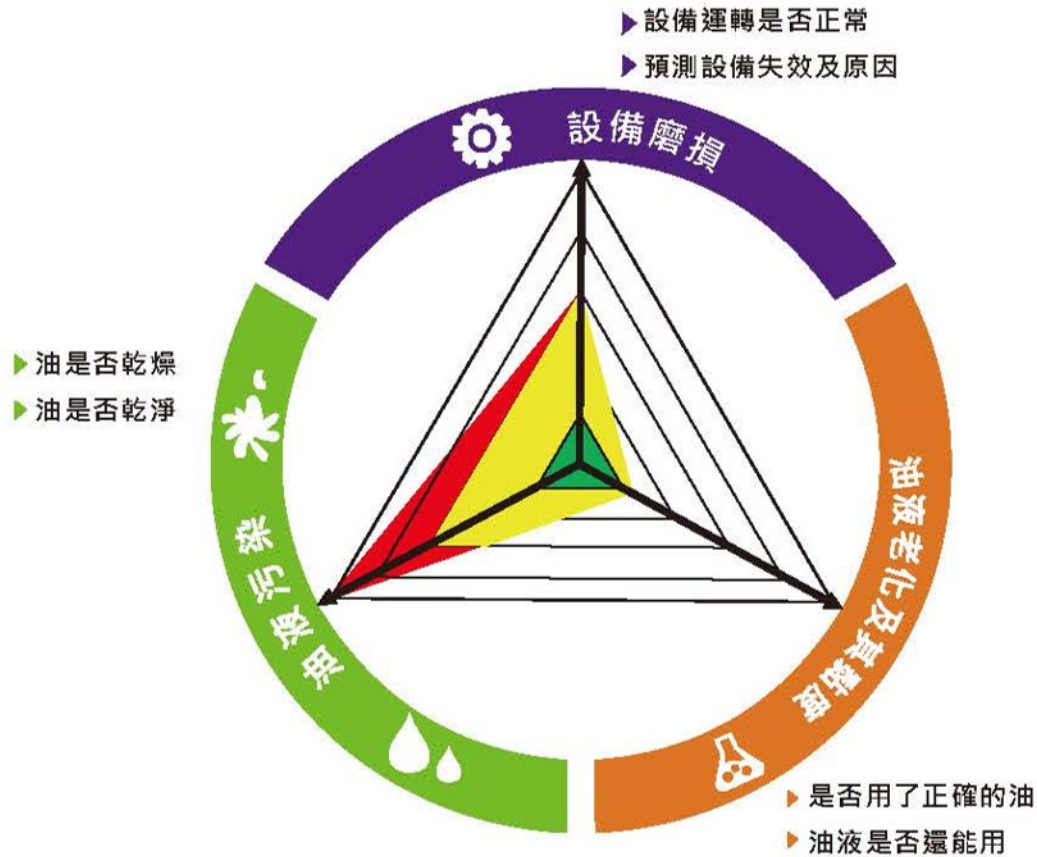 設備運轉是否正常
預測設備失效及原因
設備磨損
油是否乾燥
油是否乾淨
油液污染
油液老化及其黏度
是否用了正確的油
油液是否還能用